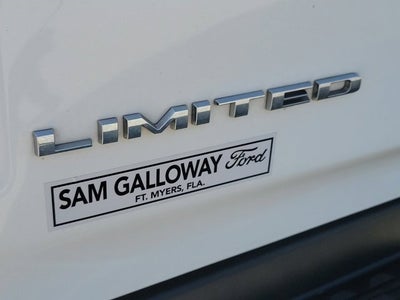 LIMITED
SAM GALLOWAY Ford
FT. MYERS, FLA.